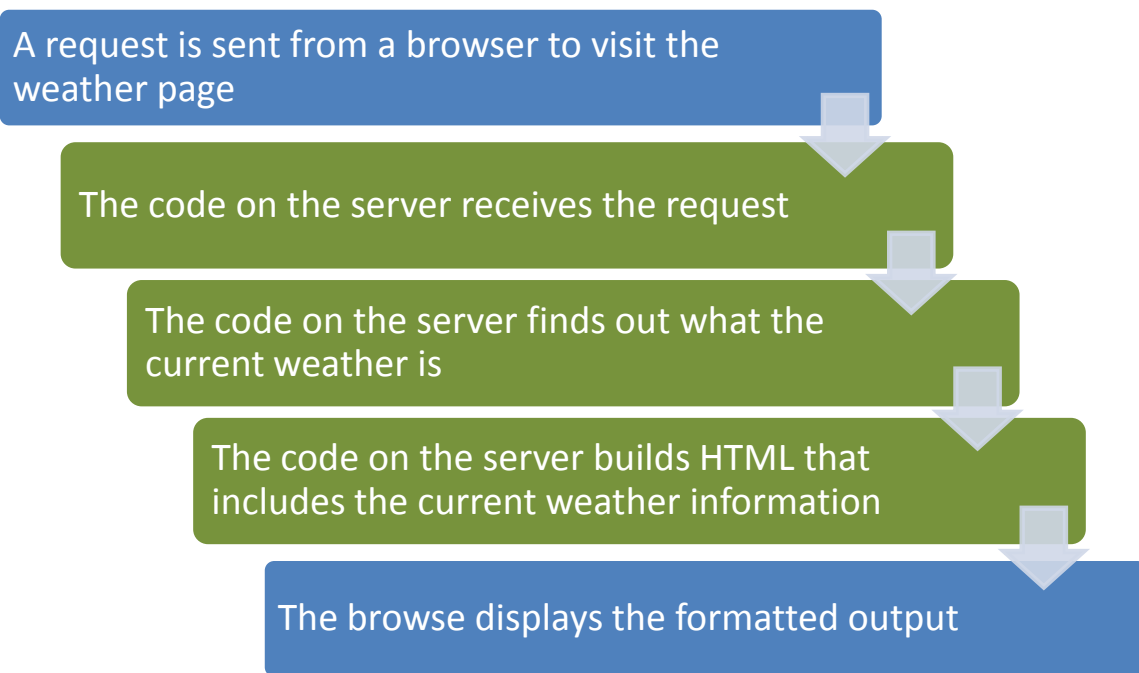 A request is sent from a browser to visit the
weather page
The code on the server receives the request
The code on the server finds out what the
current weather is
The code on the server builds HTML that
includes the current weather information
The browse displays the formatted output